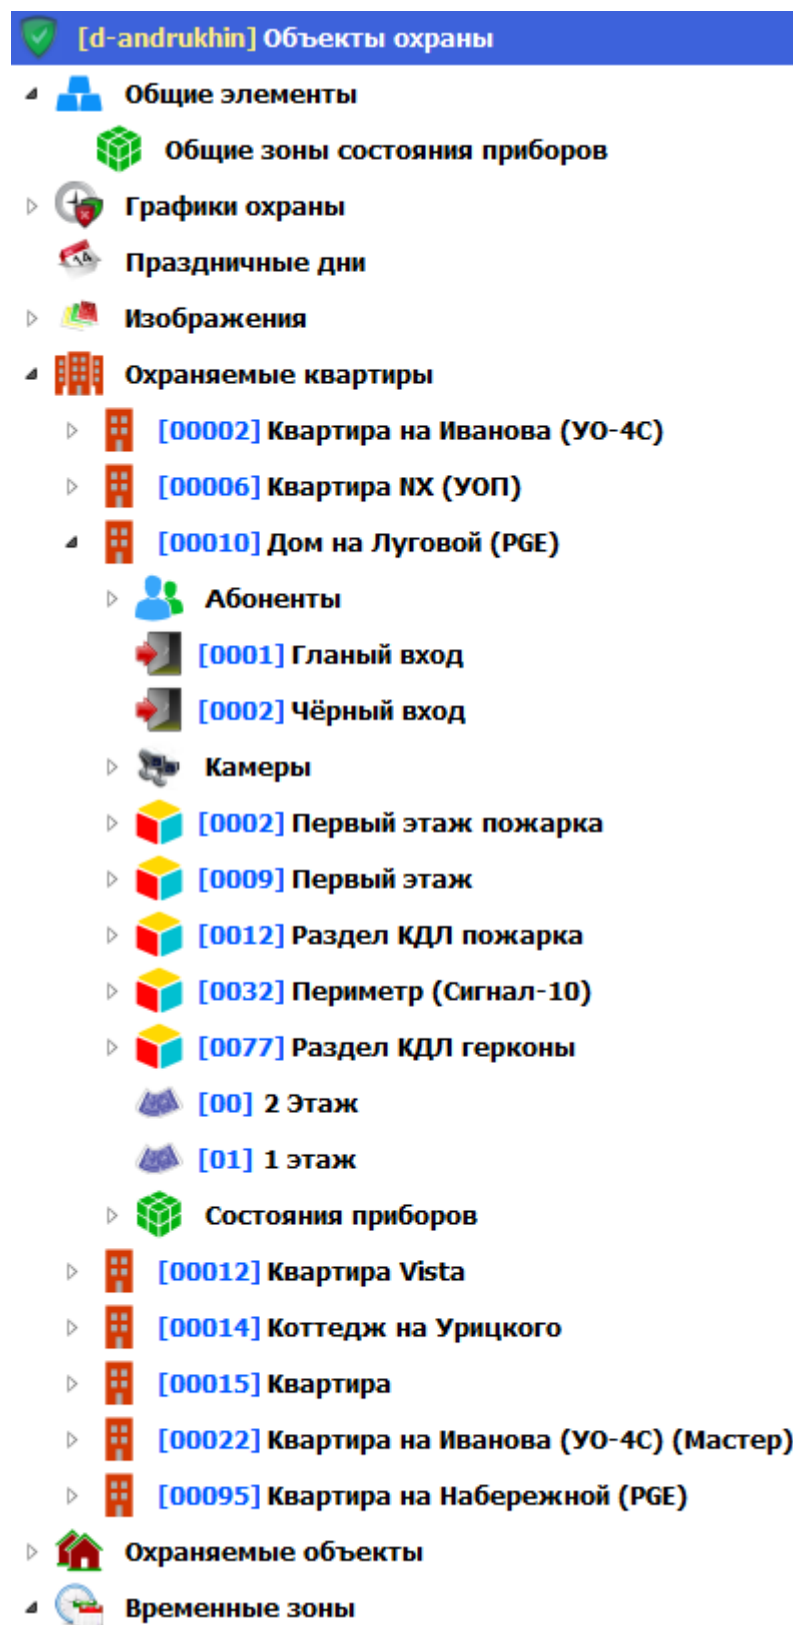 [d-andrukhin] Объекты охраны
Общие элементы
Общие зоны состояния приборов
Графики охраны
Праздничные дни
Изображения
Охраняемые квартиры
[00002] Квартира на Иванова (УО-4С)
[00006] Квартира NX (УОП)
[00010] Дом на Луговой (PGE)
Абоненты
[0001] Гланый вход
[0002] Чёрный вход
Камеры
[0002] Первый этаж пожарка
[0009] Первый этаж
[0012] Раздел КДЛ пожарка
[0032] Периметр (Сигнал-10)
[0077] Раздел КДЛ герконы
[00] 2 Этаж
[01] 1 этаж
Состояния приборов
[00012] Квартира Vista
[00014] Коттедж на Урицкого
[00015] Квартира
[00022] Квартира на Иванова (УО-4С) (Мастер)
[00095] Квартира на Набережной (PGE)
Охраняемые объекты
Временные зоны